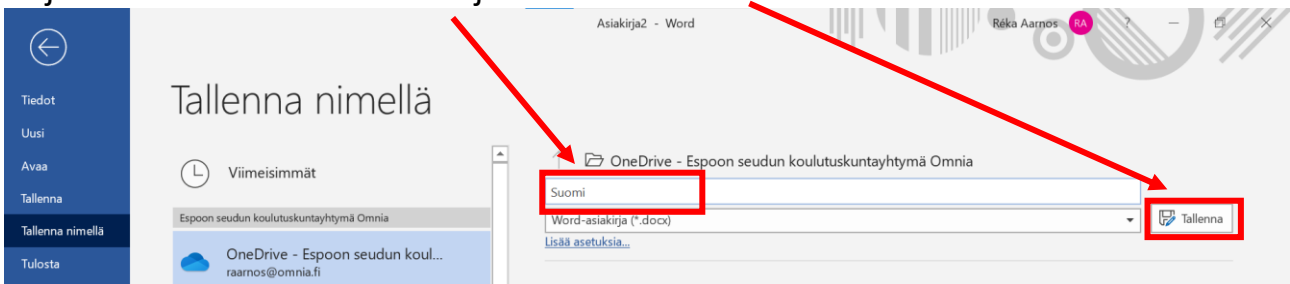 Asiakirja2 - Word
Réka Aarnos RA ?
Tiedot
Uusi
Avaa
Tallenna
Tallenna nimellä
Tulosta
Tallenna nimellä
Viimeisimmät
Espoon seudun koulutuskuntayhtymä Omnia
OneDrive - Espoon seudun koul...
raarnos@omnia.fi
OneDrive - Espoon seudun koulutuskuntayhtymä Omnia
Suomi
Word-asiakirja (*.docx)
Tallenna
Lisää asetuksia...